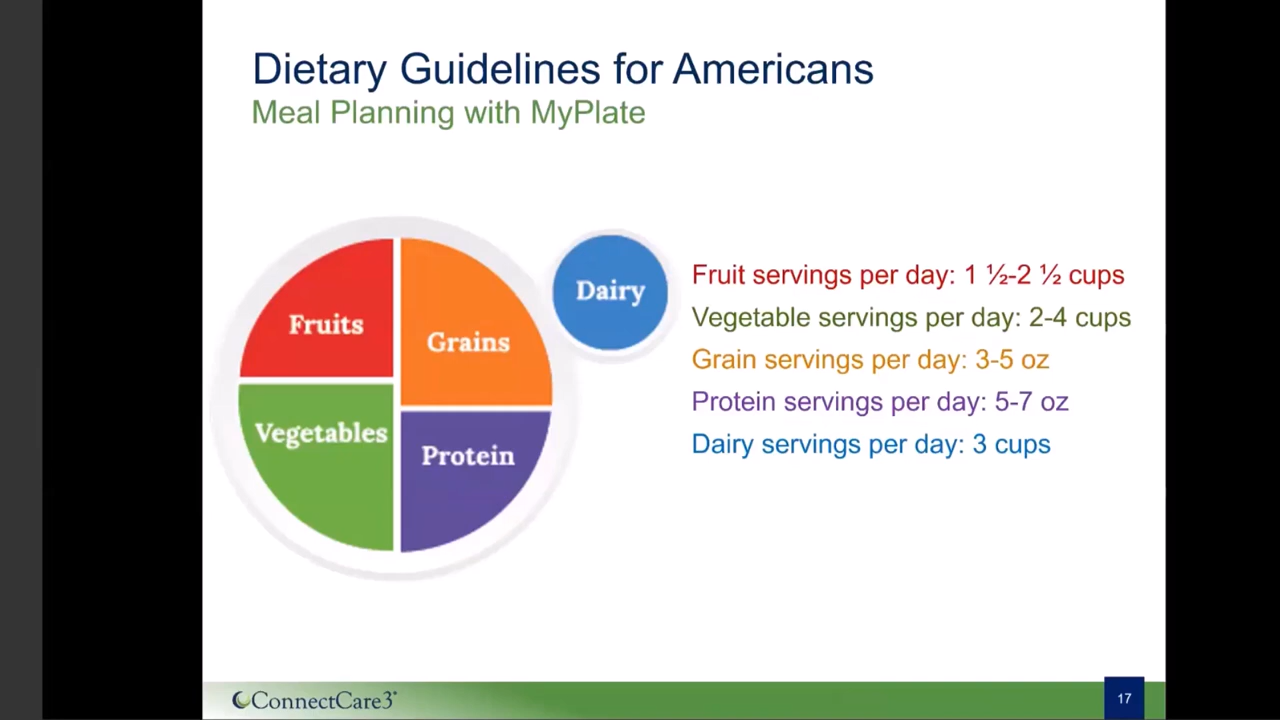 Dietary Guidelines for Americans
Meal Planning with MyPlate
Fruits
Grains
Dairy
Vegetables
Protein
Fruit servings per day: 1 ½-2 ½ cups
Vegetable servings per day: 2-4 cups
Grain servings per day: 3-5 oz
Protein servings per day: 5-7 oz
Dairy servings per day: 3 cups
ConnectCare3
17